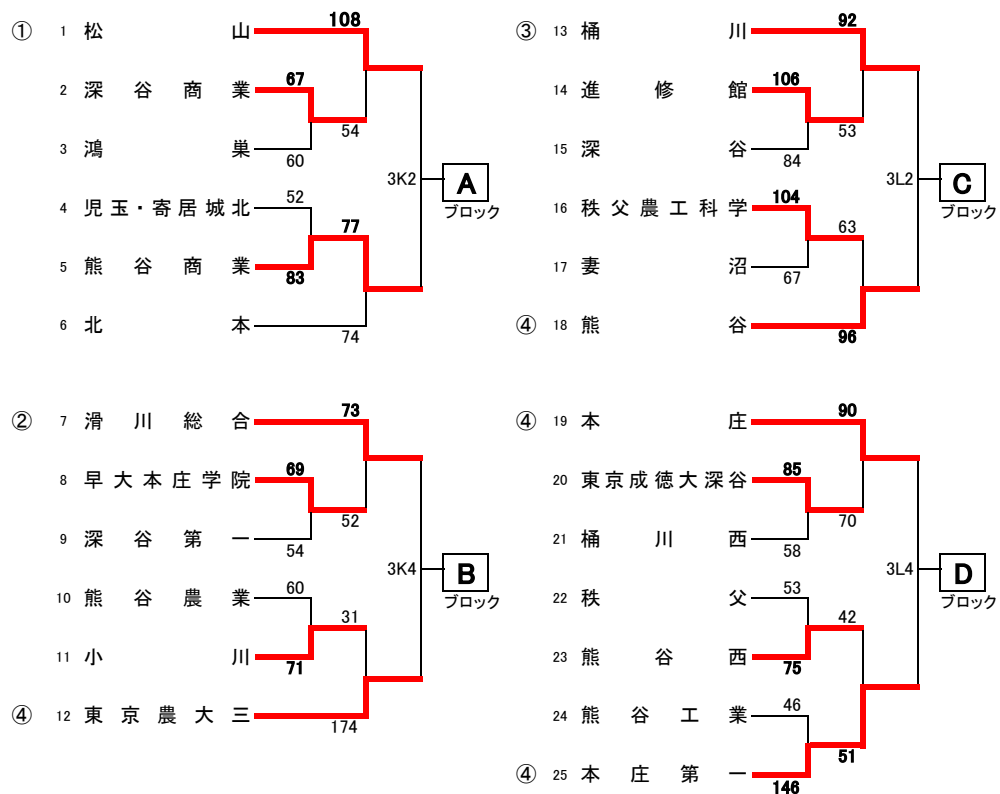 108
① 1 松山
67
2 深谷商業
54
3 鴻巣
60
3K2 A
ブロック
52
4 児玉・寄居城北
77
5 熊谷商業
83
6 北本
74
92
③ 13 桶川
106
14 進修館
53
15 深谷
84
3L2 C
ブロック
104
16 秩父農工科学
63
17 妻沼
67
④ 18 熊谷
96
73
② 7 滑川総合
69
8 早大本庄学院
52
9 深谷第一
54
3K4 B
ブロック
60
10 熊谷農業
31
11 小川
71
④ 12 東京農大三
174
90
④ 19 本庄
85
20 東京成徳大深谷
70
21 桶川西
58
3L4 D
ブロック
53
22 秩父
42
23 熊谷西
75
46
24 熊谷工業
51
④ 25 本庄第一
146